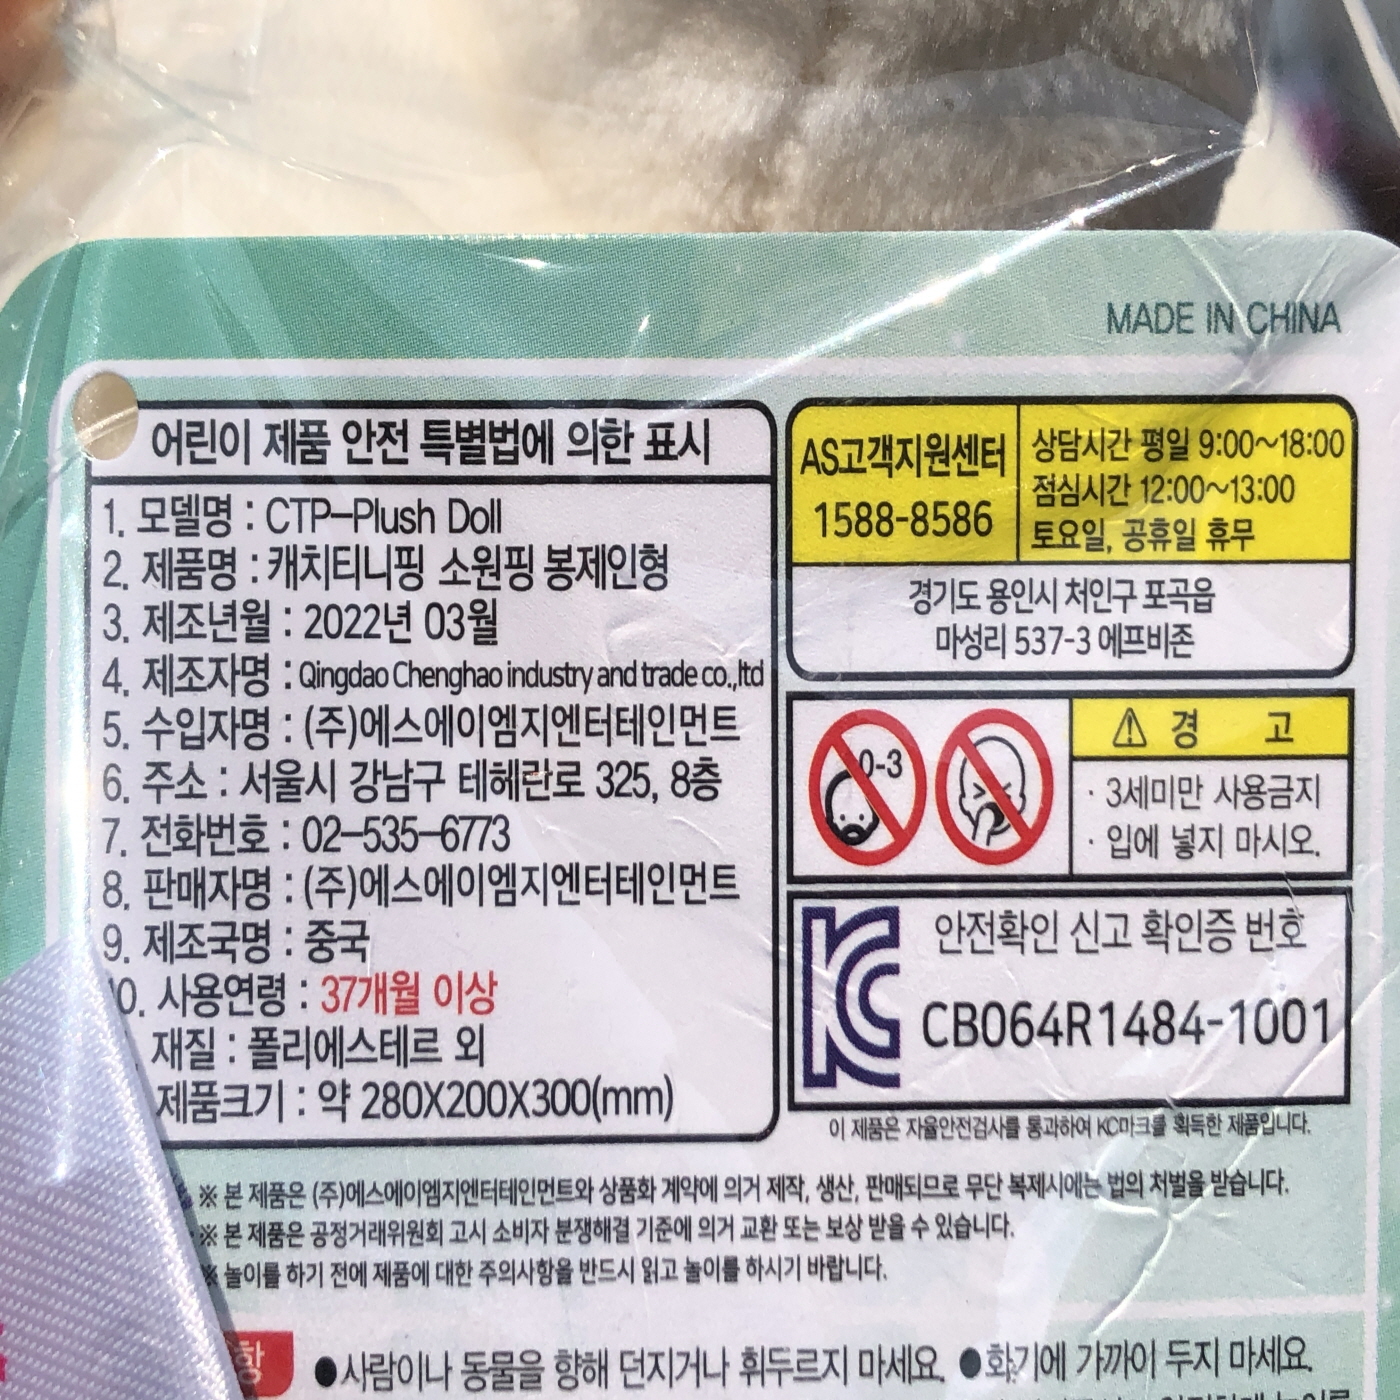 MADE IN CHINA
어린이 제품 안전 특별법에 의한 표시
1. 모델명 : CTP-Plush Doll
2. 제품명 : 캐치티니핑 소원핑 봉제인형
3. 제조년월 : 2022년 03월
4. 제조자명 : Qingdao Chenghao industry and trade co.,ltd
5. 수입자명 : (주)에스에이엠지엔터테인먼트
6. 주소 : 서울시 강남구 테헤란로 325, 8층
7. 전화번호 : 02-535-6773
8. 판매자명 : (주)에스에이엠지엔터테인먼트
9. 제조국명 : 중국
10. 사용연령 : 37개월 이상
재질 : 폴리에스테르 외
제품크기 : 약 280X200X300(mm)
AS고객지원센터
1588-8586
상담시간 평일 9:00~18:00
점심시간 12:00~13:00
토요일, 공휴일 휴무
경기도 용인시 처인구 포곡읍
마성리 537-3 에프비존
0-3
⚠ 경 고
· 3세미만 사용금지
· 입에 넣지 마시오.
KC
안전확인 신고 확인증 번호
CB064R1484-1001
이 제품은 자율안전검사를 통과하여 KC마크를 획득한 제품입니다.
※ 본 제품은 (주)에스에이엠지엔터테인먼트와 상품화 계약에 의거 제작, 생산, 판매되므로 무단 복제시에는 법의 처벌을 받습니다.
※ 본 제품은 공정거래위원회 고시 소비자 분쟁해결 기준에 의거 교환 또는 보상 받을 수 있습니다.
※ 놀이를 하기 전에 제품에 대한 주의사항을 반드시 읽고 놀이를 하시기 바랍니다.
항
●사람이나 동물을 향해 던지거나 휘두르지 마세요. ●화기에 가까이 두지 마세요.